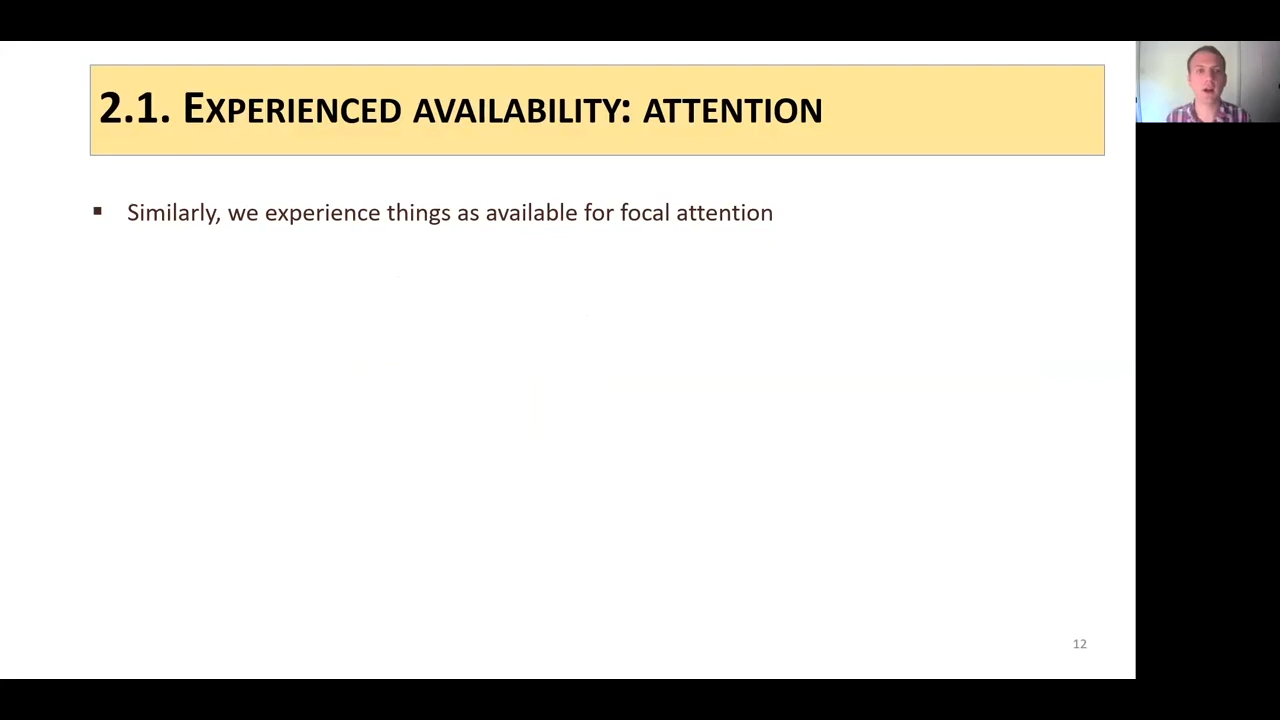 2.1. EXPERIENCED AVAILABILITY: ATTENTION
▪ Similarly, we experience things as available for focal attention
12